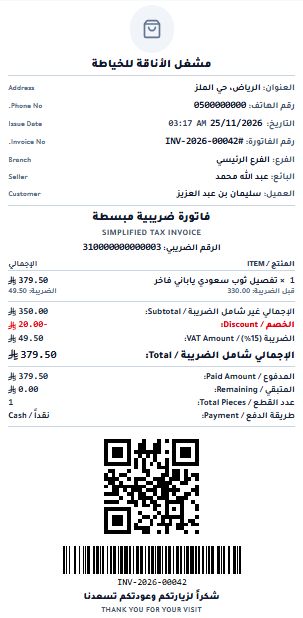 مشغل الأناقة للخياطة
العنوان: الرياض، حي الملز Address
رقم الهاتف: 0500000000 Phone No.
التاريخ: 25/11/2026 03:17 AM Issue Date
رقم الفاتورة: #INV-2026-00042 Invoice No.
الفرع: الفرع الرئيسي Branch
البائع: عبد الله محمد Seller
العميل: سليمان بن عبد العزيز Customer
فاتورة ضريبية مبسطة
SIMPLIFIED TAX INVOICE
الرقم الضريبي: 310000000000003
المنتج / ITEM الإجمالي
1 × تفصيل ثوب سعودي ياباني فاخر 379.50
قبل الضريبة: 330.00 الضريبة: 49.50
الإجمالي غير شامل الضريبة / Subtotal: 350.00
الخصم / Discount: -20.00
الضريبة (15%) / VAT Amount: 49.50
الإجمالي شامل الضريبة / Total: 379.50
المدفوع / Paid Amount: 379.50
المتبقي / Remaining: 0.00
عدد القطع / Total Pieces: 1
طريقة الدفع / Payment: نقداً / Cash
INV-2026-00042
شكراً لزيارتكم وعودتكم تسعدنا
THANK YOU FOR YOUR VISIT